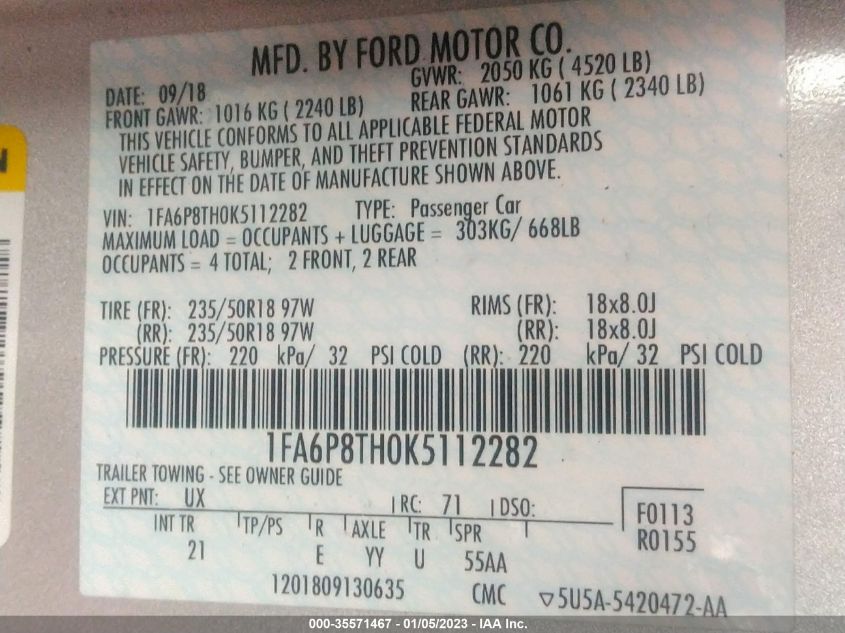 MFD. BY FORD MOTOR CO.
DATE: 09/18 GVWR: 2050 KG ( 4520 LB)
FRONT GAWR: 1016 KG ( 2240 LB) REAR GAWR: 1061 KG ( 2340 LB)
THIS VEHICLE CONFORMS TO ALL APPLICABLE FEDERAL MOTOR
VEHICLE SAFETY, BUMPER, AND THEFT PREVENTION STANDARDS
IN EFFECT ON THE DATE OF MANUFACTURE SHOWN ABOVE.
VIN: 1FA6P8TH0K5112282 TYPE: Passenger Car
MAXIMUM LOAD = OCCUPANTS + LUGGAGE = 303KG/ 668LB
OCCUPANTS = 4 TOTAL; 2 FRONT, 2 REAR
TIRE (FR): 235/50R18 97W RIMS (FR): 18x8.0J
(RR): 235/50R18 97W (RR): 18x8.0J
PRESSURE (FR): 220 kPa/ 32 PSI COLD (RR): 220 kPa/ 32 PSI COLD
1FA6P8TH0K5112282
TRAILER TOWING - SEE OWNER GUIDE
EXT PNT: UX RC: 71 DSO:
F0113
INT TR TP/PS R AXLE TR SPR
R0155
21 E YY U 55AA
1201809130635 CMC ▽5U5A-5420472-AA
000-35571467 - 01/05/2023 - IAA Inc.